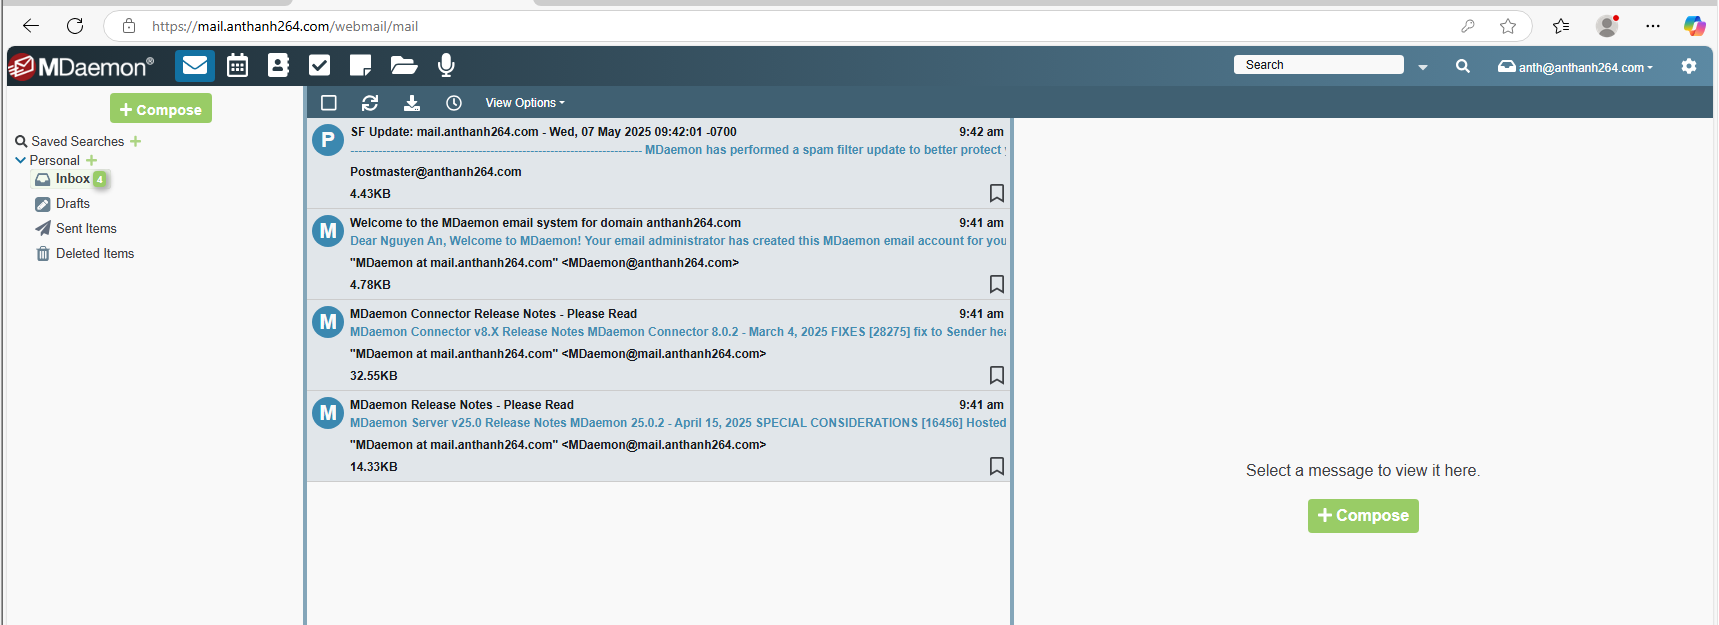 https://mail.anthanh264.com/webmail/mail
MDaemon®
Search
anth@anthanh264.com
Compose
View Options
Saved Searches
Personal
Inbox 4
Drafts
Sent Items
Deleted Items
P
SF Update: mail.anthanh264.com - Wed, 07 May 2025 09:42:01 -0700
9:42 am
MDaemon has performed a spam filter update to better protect
Postmaster@anthanh264.com
4.43KB
M
Welcome to the MDaemon email system for domain anthanh264.com
9:41 am
Dear Nguyen An, Welcome to MDaemon! Your email administrator has created this MDaemon email account for you
"MDaemon at mail.anthanh264.com" <MDaemon@anthanh264.com>
4.78KB
M
MDaemon Connector Release Notes - Please Read
9:41 am
MDaemon Connector v8.X Release Notes MDaemon Connector 8.0.2 - March 4, 2025 FIXES [28275] fix to Sender hea
"MDaemon at mail.anthanh264.com" <MDaemon@mail.anthanh264.com>
32.55KB
M
MDaemon Release Notes - Please Read
9:41 am
MDaemon Server v25.0 Release Notes MDaemon 25.0.2 - April 15, 2025 SPECIAL CONSIDERATIONS [16456] Hosted
"MDaemon at mail.anthanh264.com" <MDaemon@mail.anthanh264.com>
14.33KB
Select a message to view it here.
Compose